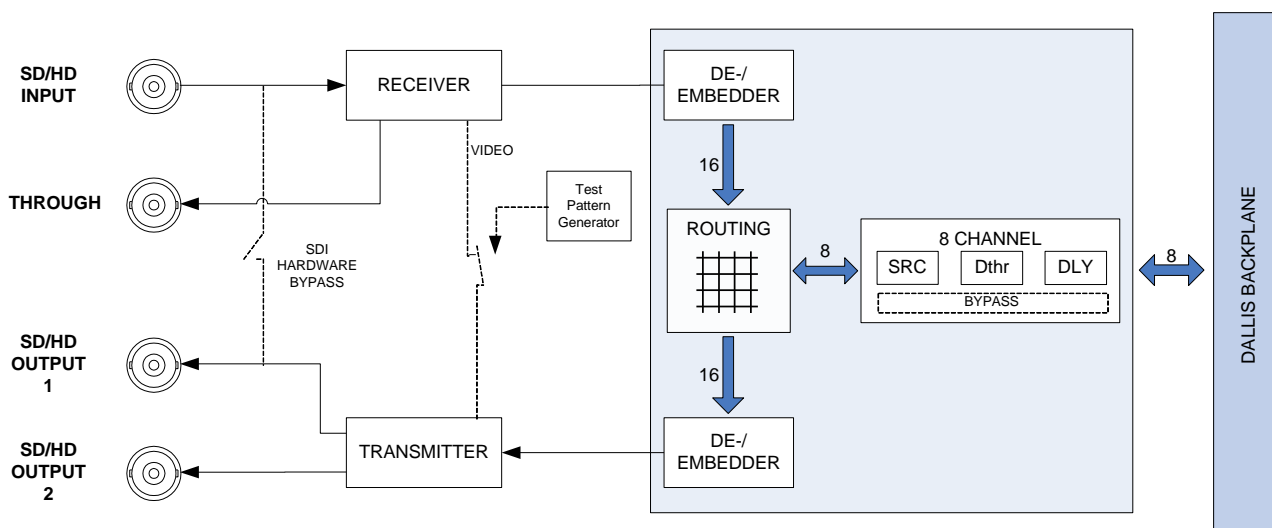 SD/HD
INPUT
RECEIVER
DE-/
EMBEDDER
VIDEO
16
THROUGH
Test
Pattern
Generator
ROUTING
8
8 CHANNEL
SRC
Dthr
DLY
BYPASS
8
DALLIS BACKPLANE
SDI
HARDWARE
BYPASS
SD/HD
OUTPUT
1
16
SD/HD
OUTPUT
2
TRANSMITTER
DE-/
EMBEDDER